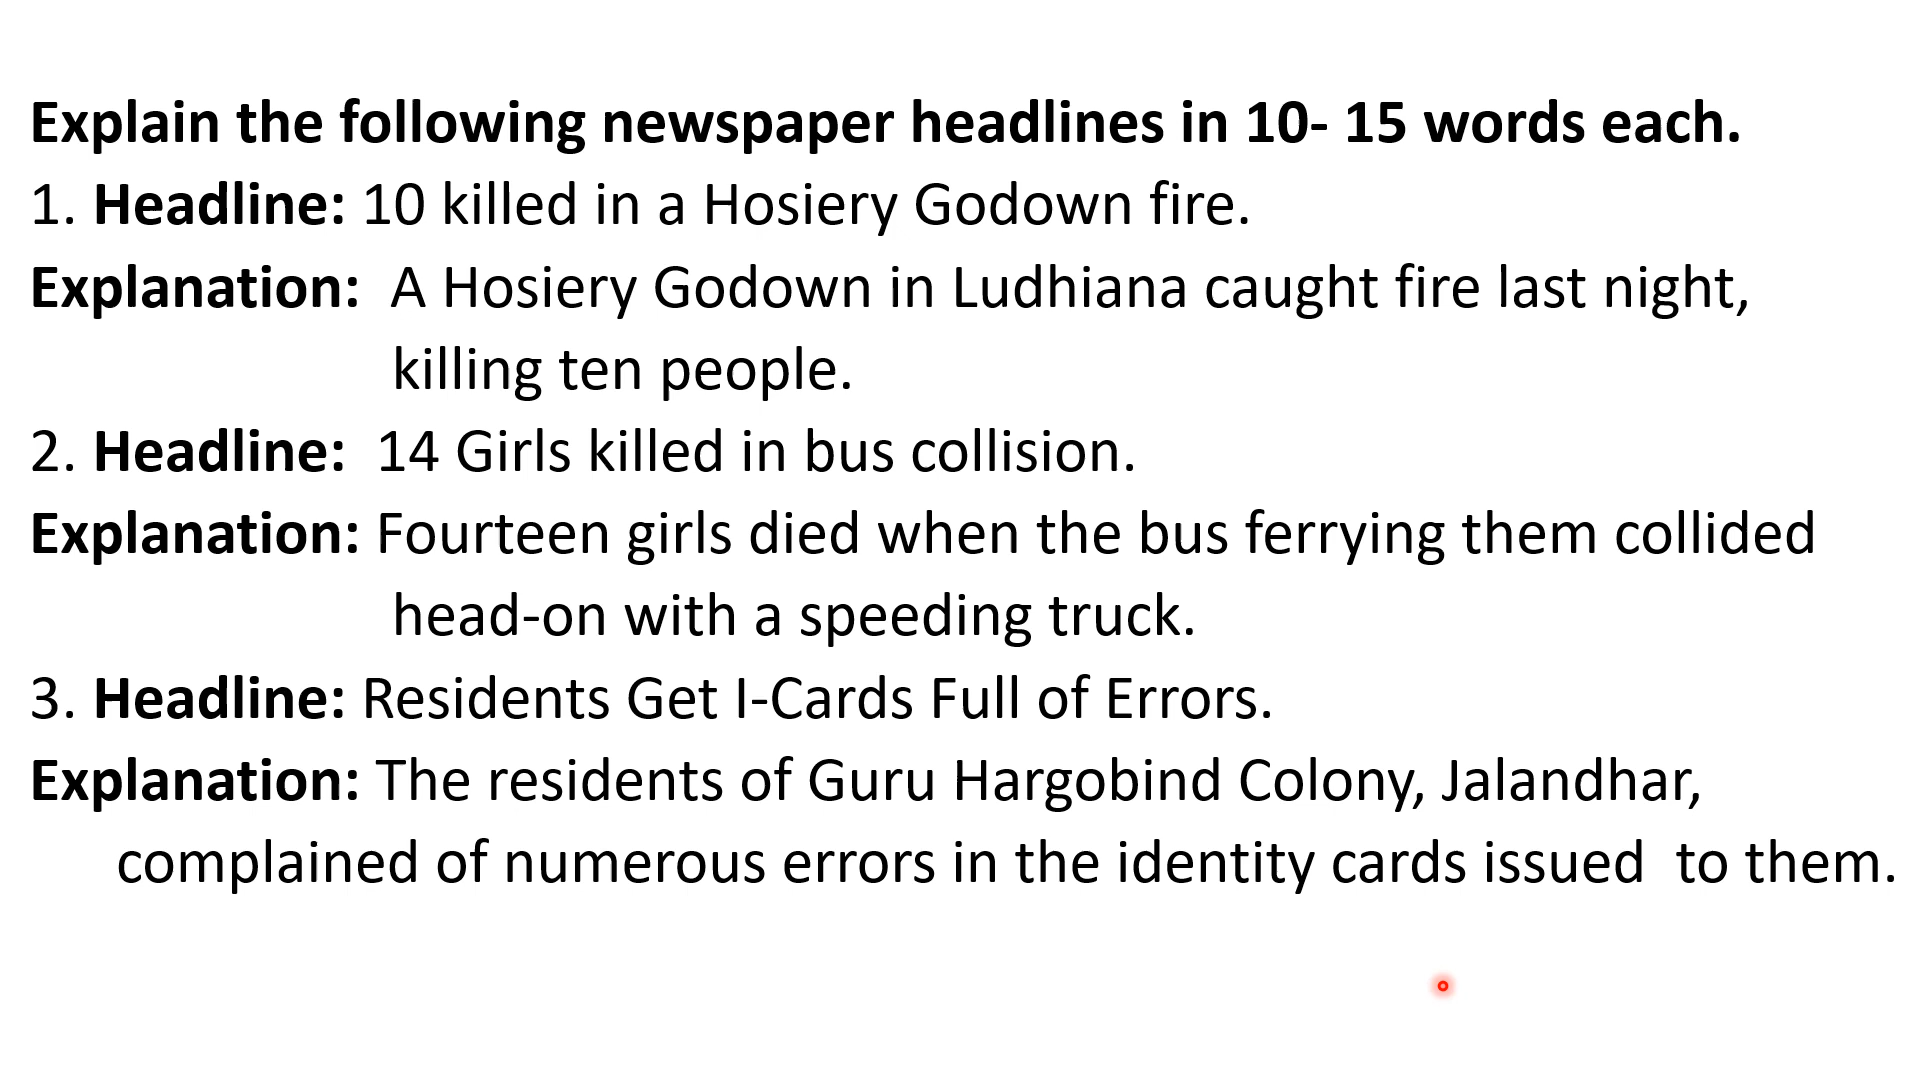 Explain the following newspaper headlines in 10- 15 words each.
1. Headline: 10 killed in a Hosiery Godown fire.
Explanation: A Hosiery Godown in Ludhiana caught fire last night,
killing ten people.
2. Headline: 14 Girls killed in bus collision.
Explanation: Fourteen girls died when the bus ferrying them collided
head-on with a speeding truck.
3. Headline: Residents Get I-Cards Full of Errors.
Explanation: The residents of Guru Hargobind Colony, Jalandhar,
complained of numerous errors in the identity cards issued to them.